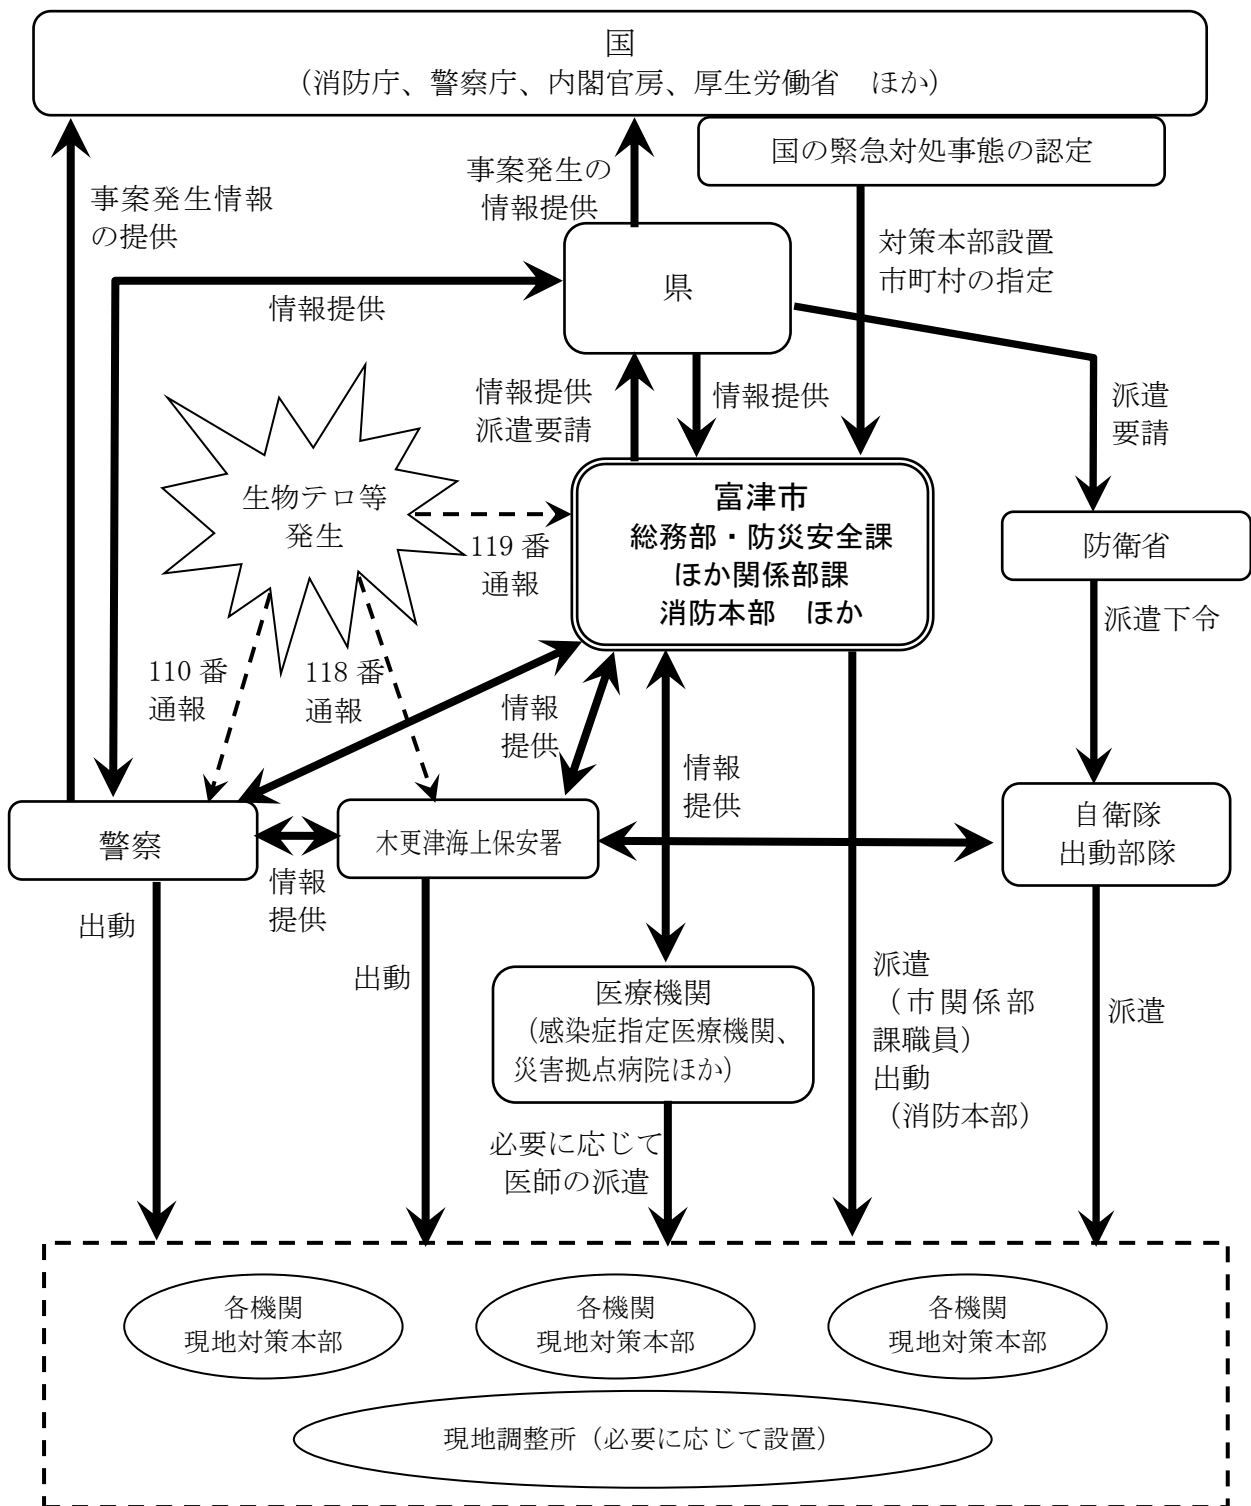 国
（消防庁、警察庁、内閣官房、厚生労働省　ほか）
国の緊急対処事態の認定
事案発生の
情報提供
事案発生情報
の提供
対策本部設置
市町村の指定
県
情報提供
情報提供
派遣要請
情報提供
派遣
要請
生物テロ等
発生
富津市
総務部・防災安全課
ほか関係部課
消防本部　ほか
119 番
通報
防衛省
派遣下令
110 番
通報
118 番
通報
情報
提供
情報
提供
警察
木更津海上保安署
自衛隊
出動部隊
情報
提供
出動
出動
医療機関
（感染症指定医療機関、
災害拠点病院ほか）
派遣
（市関係部
課職員）
出動
（消防本部）
派遣
必要に応じて
医師の派遣
各機関
現地対策本部
各機関
現地対策本部
各機関
現地対策本部
現地調整所（必要に応じて設置）